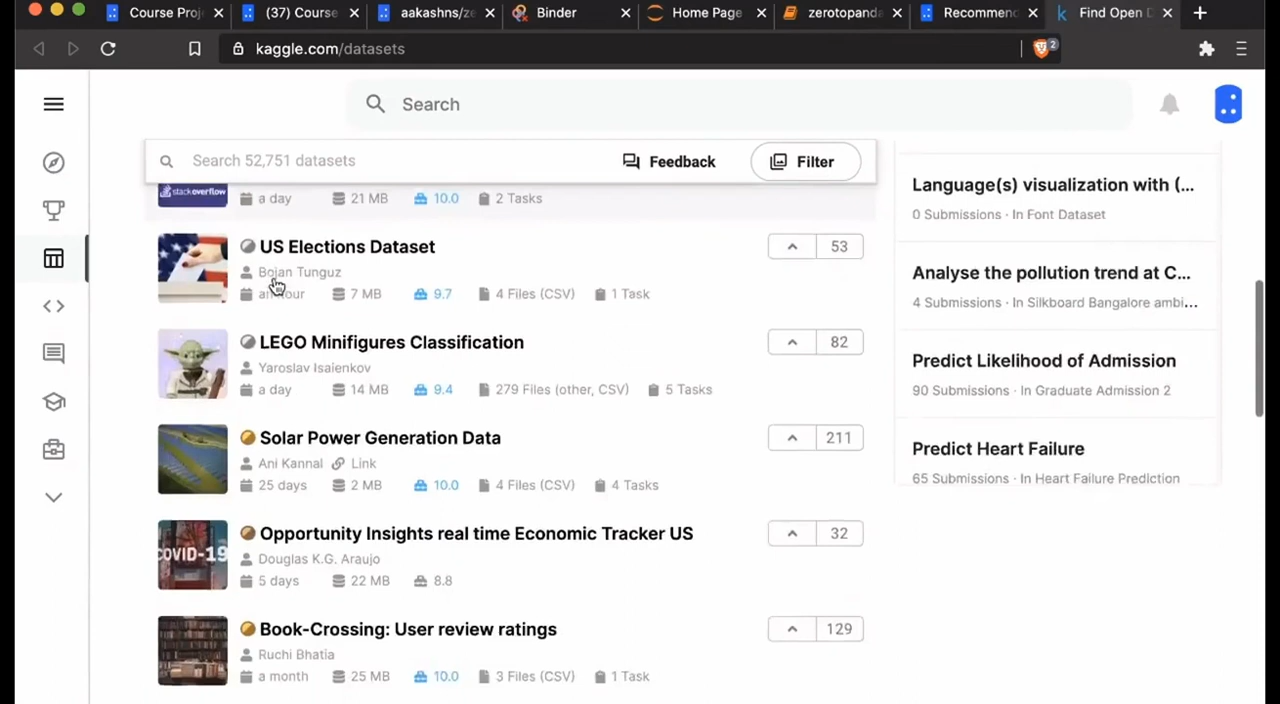 Course Proj
(37) Course
aakashns/ze
Binder
Home Page
zerotopanda
Recommen
Find Open D
kaggle.com/datasets
2
Search
Search 52,751 datasets
Feedback
Filter
stackoverflow
a day 21 MB 10.0 2 Tasks
US Elections Dataset
53
Bojan Tunguz
an hour 7 MB 9.7 4 Files (CSV) 1 Task
LEGO Minifigures Classification
82
Yaroslav Isaienkov
a day 14 MB 9.4 279 Files (other, CSV) 5 Tasks
Solar Power Generation Data
211
Ani Kannal Link
25 days 2 MB 10.0 4 Files (CSV) 4 Tasks
Opportunity Insights real time Economic Tracker US
32
COVID-19
Douglas K.G. Araujo
5 days 22 MB 8.8
Book-Crossing: User review ratings
129
Ruchi Bhatia
a month 25 MB 10.0 3 Files (CSV) 1 Task
Language(s) visualization with (...
0 Submissions · In Font Dataset
Analyse the pollution trend at C...
4 Submissions · In Silkboard Bangalore ambi...
Predict Likelihood of Admission
90 Submissions · In Graduate Admission 2
Predict Heart Failure
65 Submissions · In Heart Failure Prediction